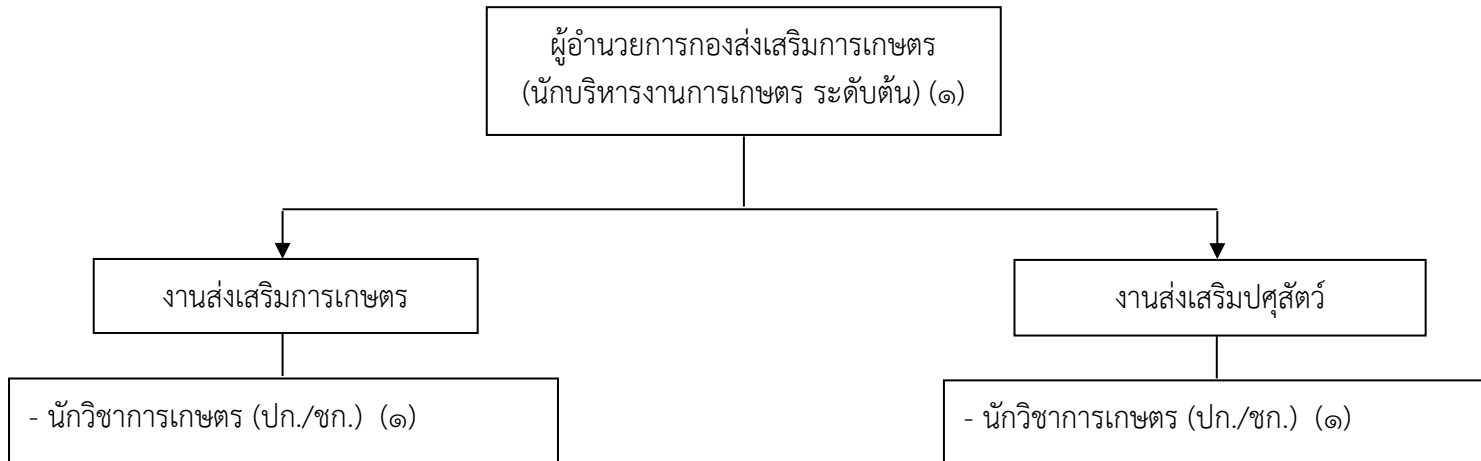 ผู้อำนวยการกองส่งเสริมการเกษตร
(นักบริหารงานการเกษตร ระดับต้น) (๑)
งานส่งเสริมการเกษตร
งานส่งเสริมปศุสัตว์
- นักวิชาการเกษตร (ปก./ชก.) (๑)
- นักวิชาการเกษตร (ปก./ชก.) (๑)